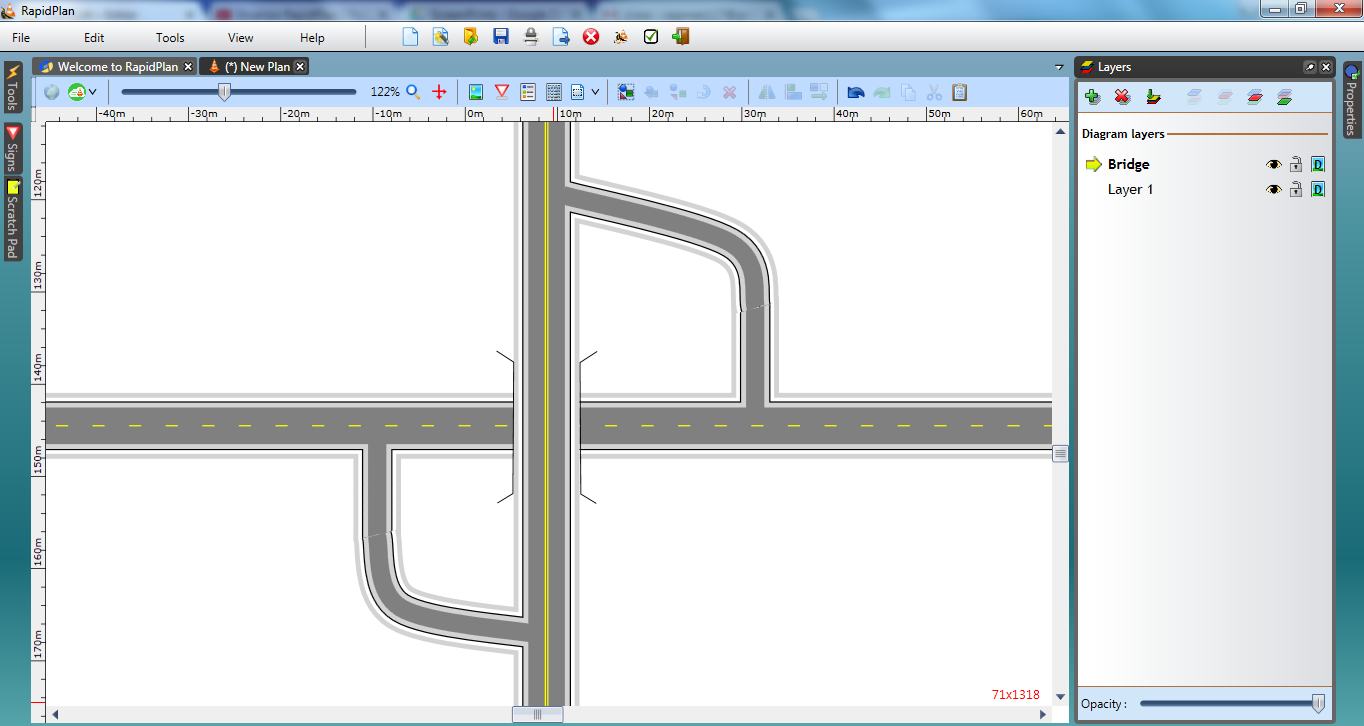 RapidPlan
File Edit Tools View Help
Welcome to RapidPlan (*) New Plan
Layers
Tools
Signs
Scratch Pad
Properties
122%
-40m -30m -20m -10m 0m 10m 20m 30m 40m 50m 60m
120m
130m
140m
150m
160m
170m
Diagram layers
Bridge D
Layer 1 D
71x1318
Opacity :